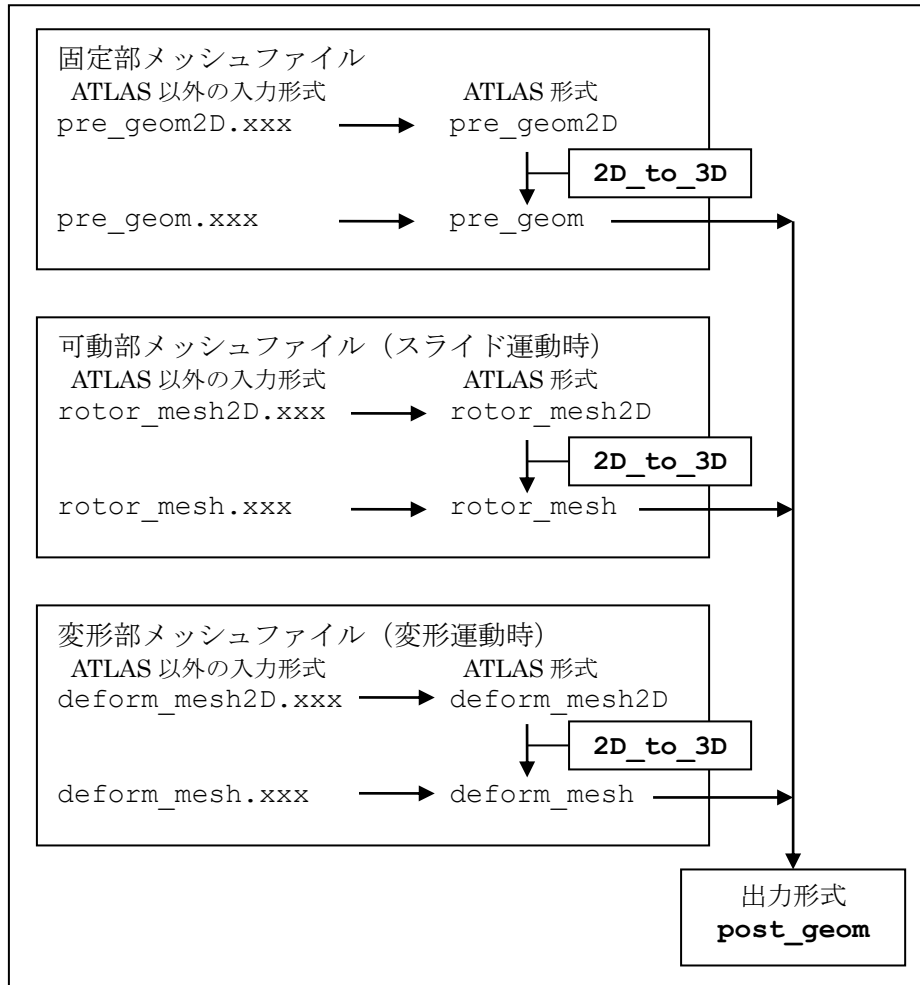 固定部メッシュファイル
ATLAS 以外の入力形式 ATLAS 形式
pre_geom2D.xxx pre_geom2D
2D_to_3D
pre_geom.xxx pre_geom
可動部メッシュファイル（スライド運動時）
ATLAS 以外の入力形式 ATLAS 形式
rotor_mesh2D.xxx rotor_mesh2D
2D_to_3D
rotor_mesh.xxx rotor_mesh
変形部メッシュファイル（変形運動時）
ATLAS 以外の入力形式 ATLAS 形式
deform_mesh2D.xxx deform_mesh2D
2D_to_3D
deform_mesh.xxx deform_mesh
出力形式
post_geom